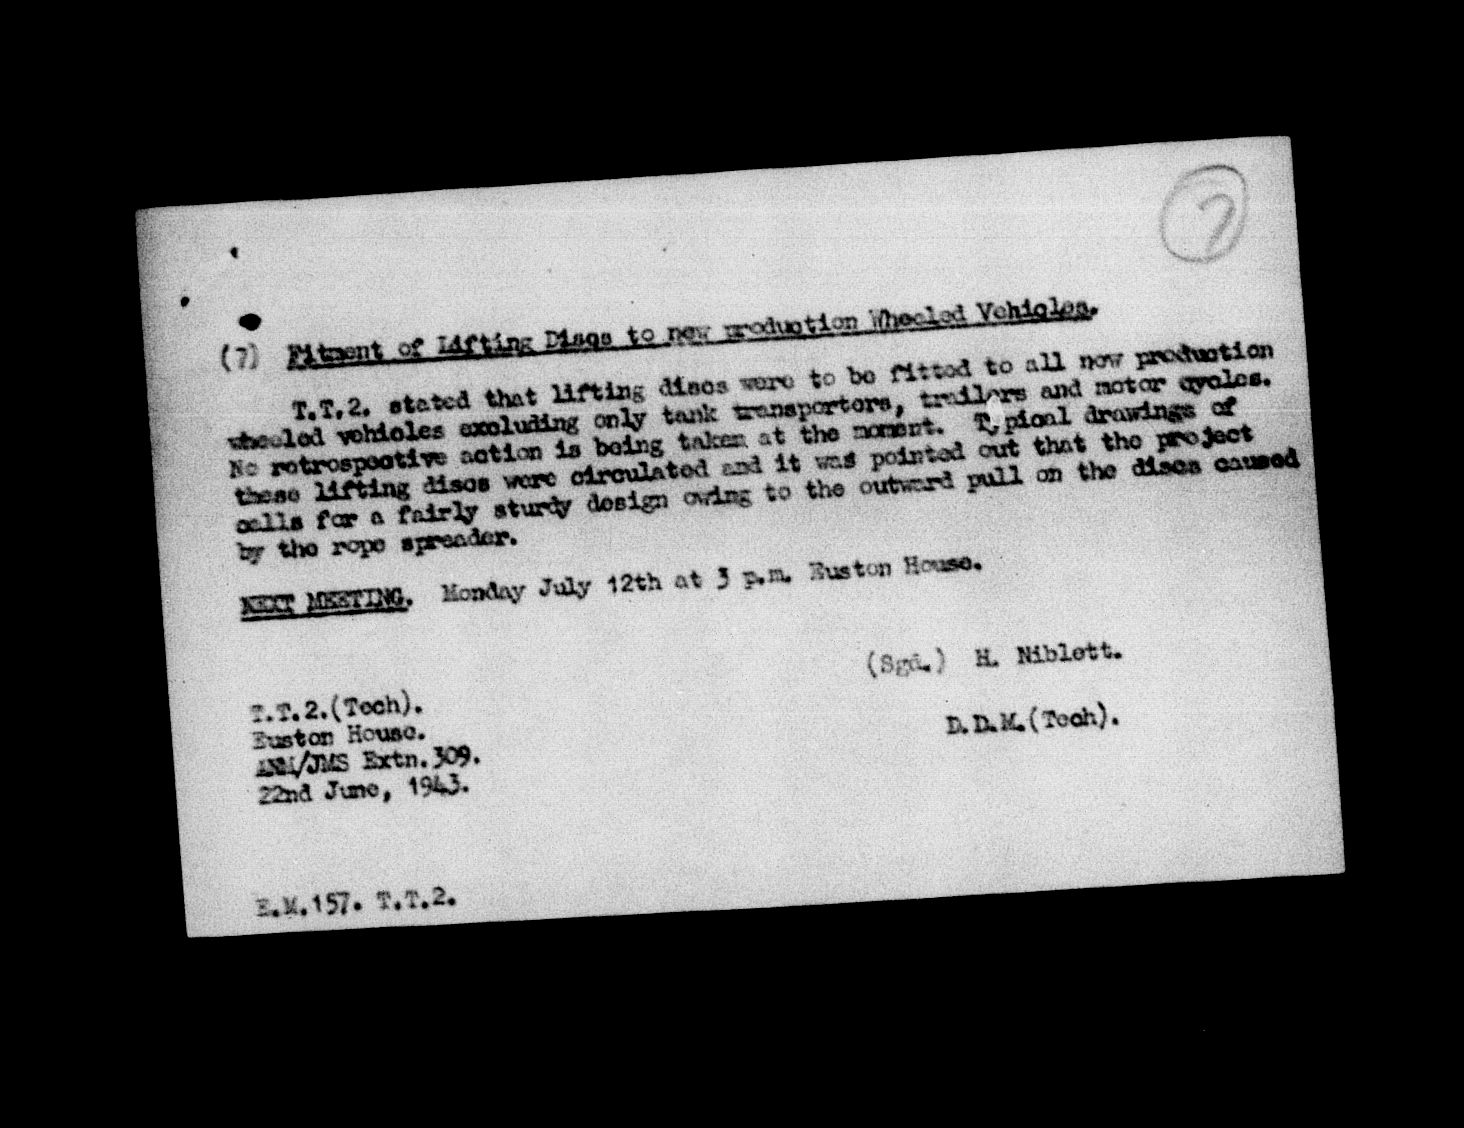 7
(7) Fitment of Lifting Discs to new production Wheeled Vehicles.
T.T.2. stated that lifting discs were to be fitted to all new production
wheeled vehicles excluding only tank transporters, trailers and motor cycles.
No retrospective action is being taken at the moment. Typical drawings of
these lifting discs were circulated and it was pointed out that the project
calls for a fairly sturdy design owing to the outward pull on the discs caused
by the rope spreader.
NEXT MEETING. Monday July 12th at 3 p.m. Euston House.
(Sgd.) H. Niblett.
D.D.M.(Tech).
T.T.2.(Tech).
Euston House.
/JMS Extn.309.
22nd June, 1943.
E.M.157. T.T.2.